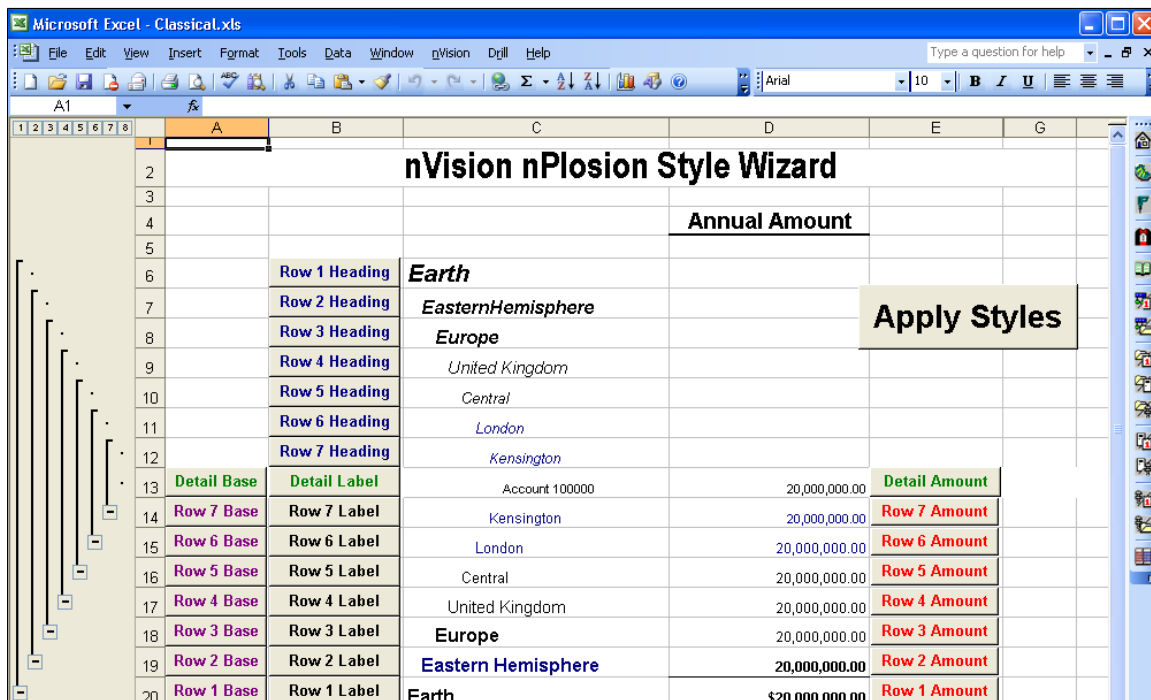 Microsoft Excel - Classical.xls
File Edit View Insert Format Tools Data Window nVision Drill Help Type a question for help
ABC Σ A Z Z A Arial 10 B I U
A1 fx
1 2 3 4 5 6 7 8 A B C D E G
1
2 nVision nPlosion Style Wizard
3
4 Annual Amount
5
6 Row 1 Heading Earth
7 Row 2 Heading EasternHemisphere
Apply Styles
8 Row 3 Heading Europe
9 Row 4 Heading United Kingdom
10 Row 5 Heading Central
11 Row 6 Heading London
12 Row 7 Heading Kensington
13 Detail Base Detail Label Account 100000 20,000,000.00 Detail Amount
14 Row 7 Base Row 7 Label Kensington 20,000,000.00 Row 7 Amount
15 Row 6 Base Row 6 Label London 20,000,000.00 Row 6 Amount
16 Row 5 Base Row 5 Label Central 20,000,000.00 Row 5 Amount
17 Row 4 Base Row 4 Label United Kingdom 20,000,000.00 Row 4 Amount
18 Row 3 Base Row 3 Label Europe 20,000,000.00 Row 3 Amount
19 Row 2 Base Row 2 Label Eastern Hemisphere 20,000,000.00 Row 2 Amount
20 Row 1 Base Row 1 Label Earth $20,000,000.00 Row 1 Amount